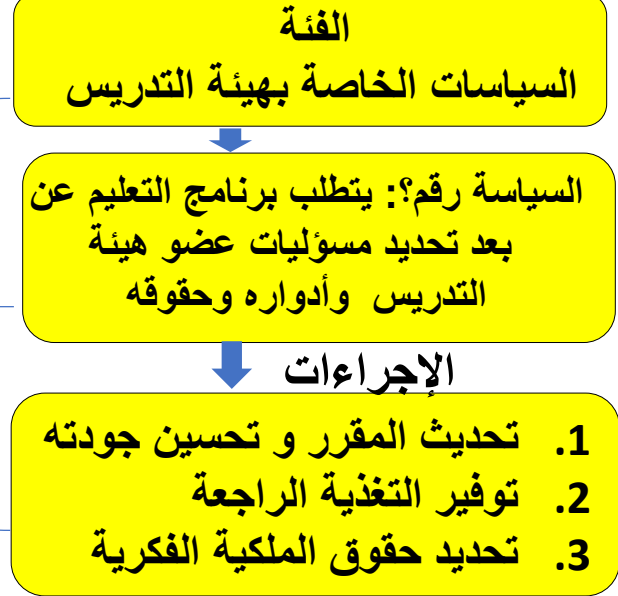 الفئة
السياسات الخاصة بهيئة التدريس
السياسة رقم؟: يتطلب برنامج التعليم عن
بعد تحديد مسؤليات عضو هيئة
التدريس وأدواره وحقوقه
الإجراءات
1. تحديث المقرر و تحسين جودته
2. توفير التغذية الراجعة
3. تحديد حقوق الملكية الفكرية